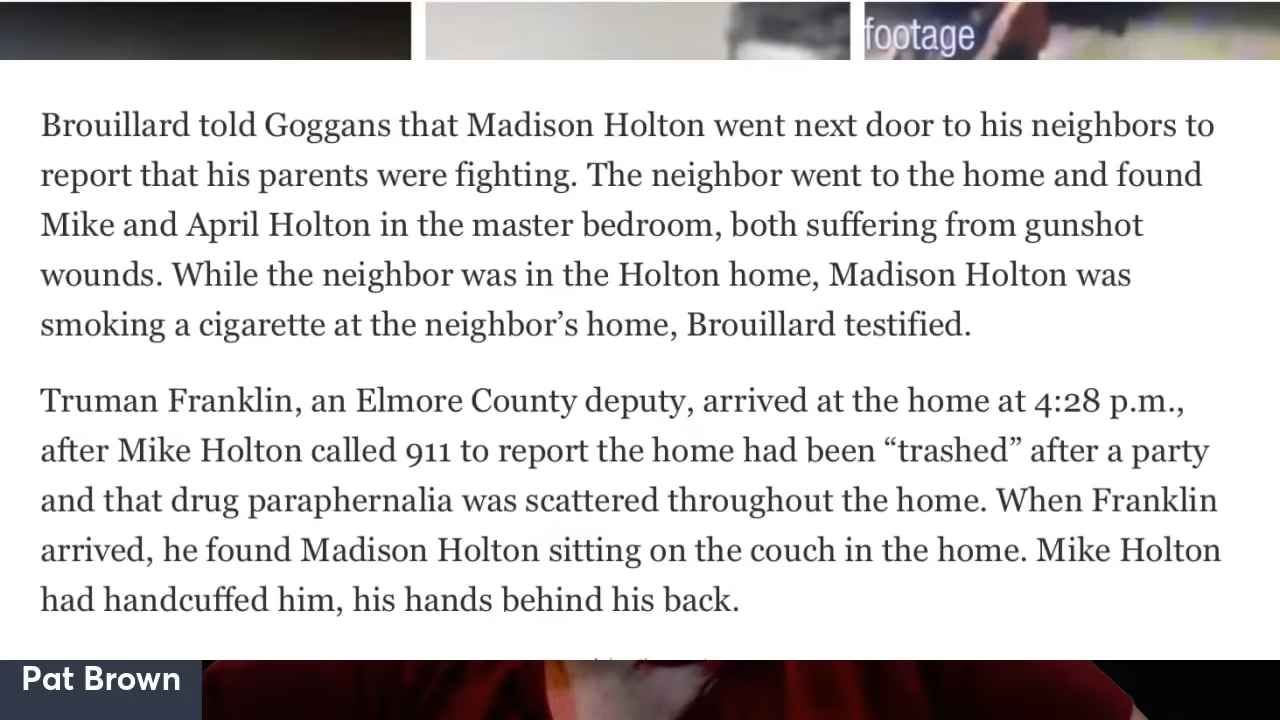 footage
Brouillard told Goggans that Madison Holton went next door to his neighbors to
report that his parents were fighting. The neighbor went to the home and found
Mike and April Holton in the master bedroom, both suffering from gunshot
wounds. While the neighbor was in the Holton home, Madison Holton was
smoking a cigarette at the neighbor’s home, Brouillard testified.
Truman Franklin, an Elmore County deputy, arrived at the home at 4:28 p.m.,
after Mike Holton called 911 to report the home had been “trashed” after a party
and that drug paraphernalia was scattered throughout the home. When Franklin
arrived, he found Madison Holton sitting on the couch in the home. Mike Holton
had handcuffed him, his hands behind his back.
Pat Brown